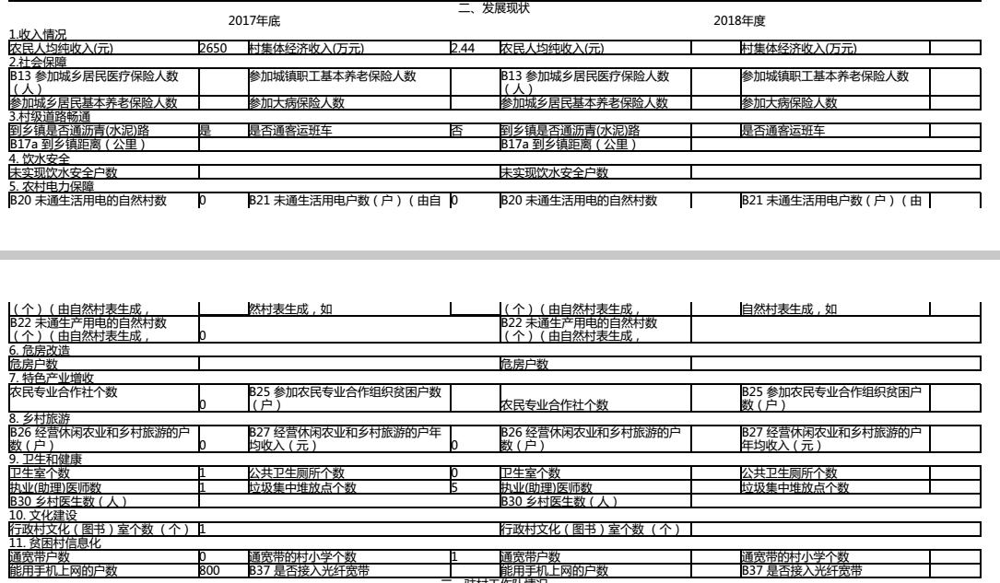 二、发展现状
2017年底 2018年度
1.收入情况
农民人均纯收入(元) 2650 村集体经济收入(万元) 2.44 农民人均纯收入(元) 村集体经济收入(万元)
2.社会保障
B13 参加城乡居民医疗保险人数 参加城镇职工基本养老保险人数 B13 参加城乡居民医疗保险人数 参加城镇职工基本养老保险人数
（人） （人）
参加城乡居民基本养老保险人数 参加大病保险人数 参加城乡居民基本养老保险人数 参加大病保险人数
3.村级道路畅通
到乡镇是否通沥青(水泥)路 是 是否通客运班车 否 到乡镇是否通沥青(水泥)路 是否通客运班车
B17a 到乡镇距离（公里） B17a 到乡镇距离（公里）
4. 饮水安全
未实现饮水安全户数 未实现饮水安全户数
5. 农村电力保障
B20 未通生活用电的自然村数 0 B21 未通生活用电户数（户）（由自 0 B20 未通生活用电的自然村数 B21 未通生活用电户数（户）（由
（个）（由自然村表生成， 然村表生成，如 （个）（由自然村表生成， 自然村表生成，如
B22 未通生产用电的自然村数 B22 未通生产用电的自然村数
（个）（由自然村表生成， 0 （个）（由自然村表生成，
6. 危房改造
危房户数 危房户数
7. 特色产业增收
农民专业合作社个数 B25 参加农民专业合作组织贫困户数 B25 参加农民专业合作组织贫困户
0 （户） 农民专业合作社个数 数（户）
8. 乡村旅游
B26 经营休闲农业和乡村旅游的户 B27 经营休闲农业和乡村旅游的户年 B26 经营休闲农业和乡村旅游的户 B27 经营休闲农业和乡村旅游的户
数（户） 0 均收入（元） 0 数（户） 年均收入（元）
9. 卫生和健康
卫生室个数 1 公共卫生厕所个数 0 卫生室个数 公共卫生厕所个数
执业(助理)医师数 1 垃圾集中堆放点个数 5 执业(助理)医师数 垃圾集中堆放点个数
B30 乡村医生数（人） B30 乡村医生数（人）
10. 文化建设
行政村文化（图书）室个数（个） 1 行政村文化（图书）室个数（个）
11. 贫困村信息化
通宽带户数 0 通宽带的村小学个数 1 通宽带户数 通宽带的村小学个数
能用手机上网的户数 800 B37 是否接入光纤宽带 能用手机上网的户数 B37 是否接入光纤宽带